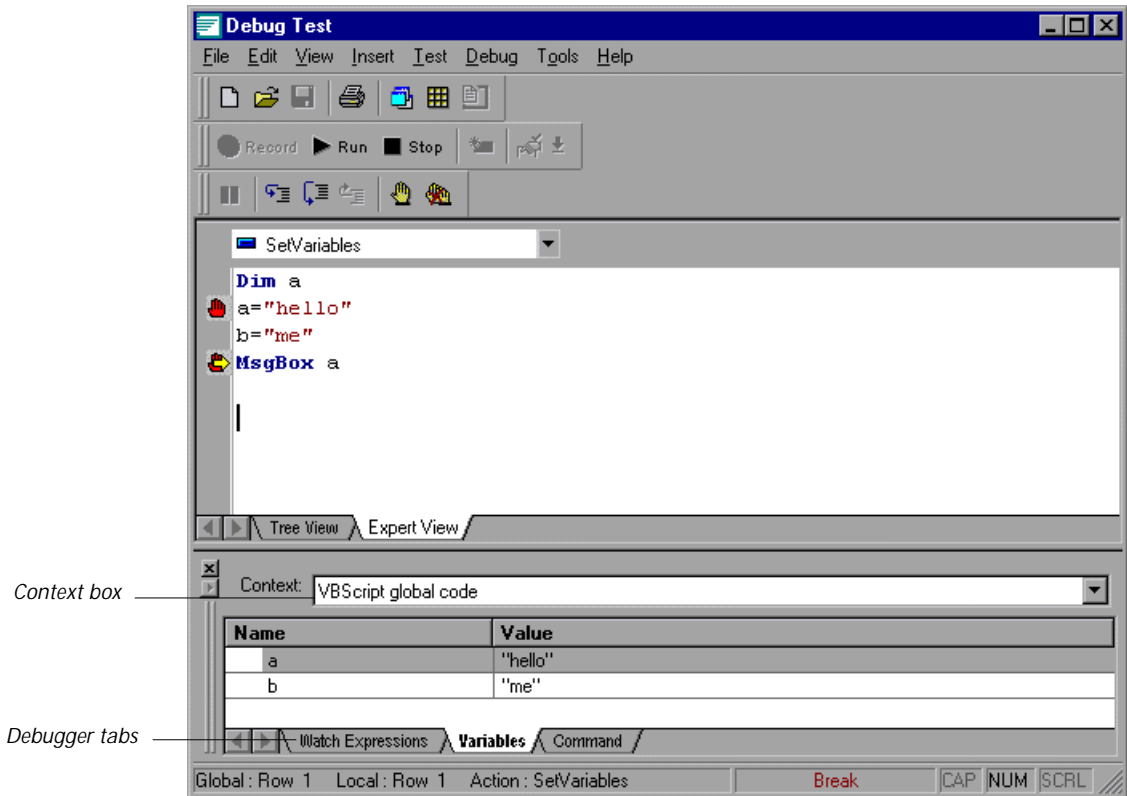 Debug Test
File Edit View Insert Test Debug Tools Help
Record Run Stop
SetVariables
Dim a
a="hello"
b="me"
MsgBox a
Tree View Expert View
Context box
Context: VBScript global code
Name Value
a "hello"
b "me"
Debugger tabs
Watch Expressions Variables Command
Global : Row 1 Local : Row 1 Action : SetVariables Break CAP NUM SCRL